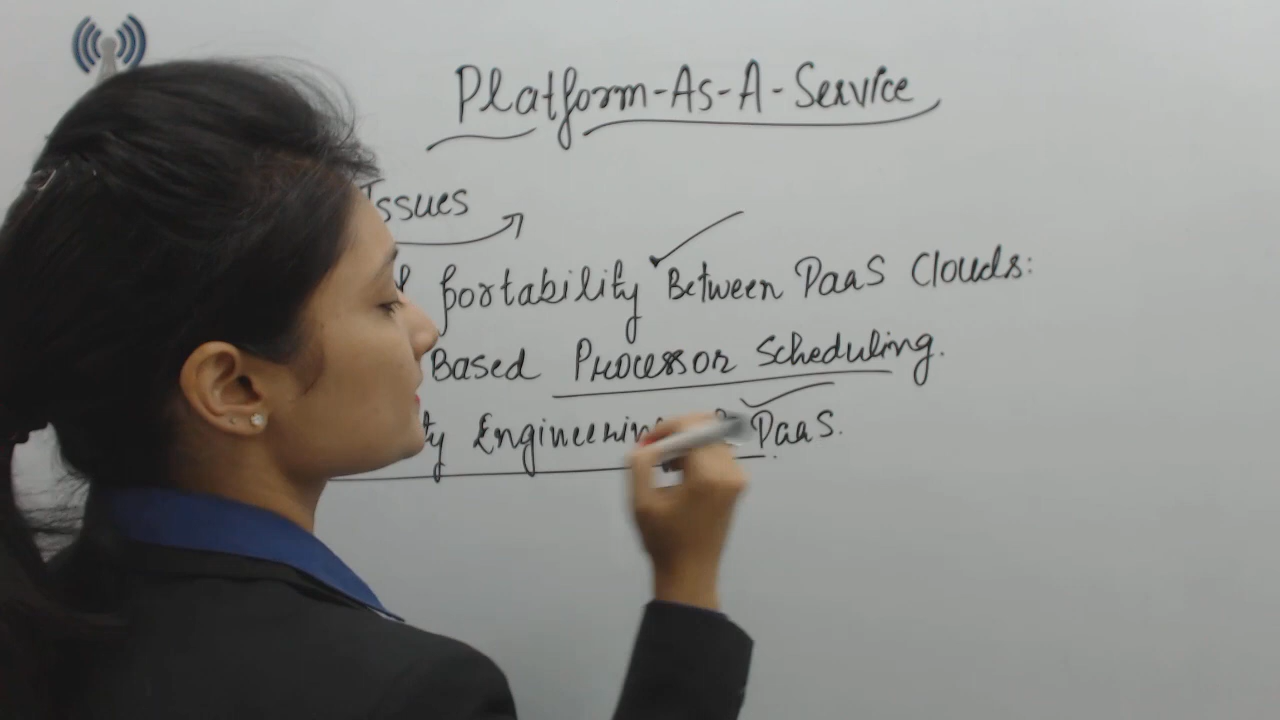 Platform-As-A-Service
Issues
portability Between PaaS Clouds:
Based Processor Scheduling.
Engineering PaaS.